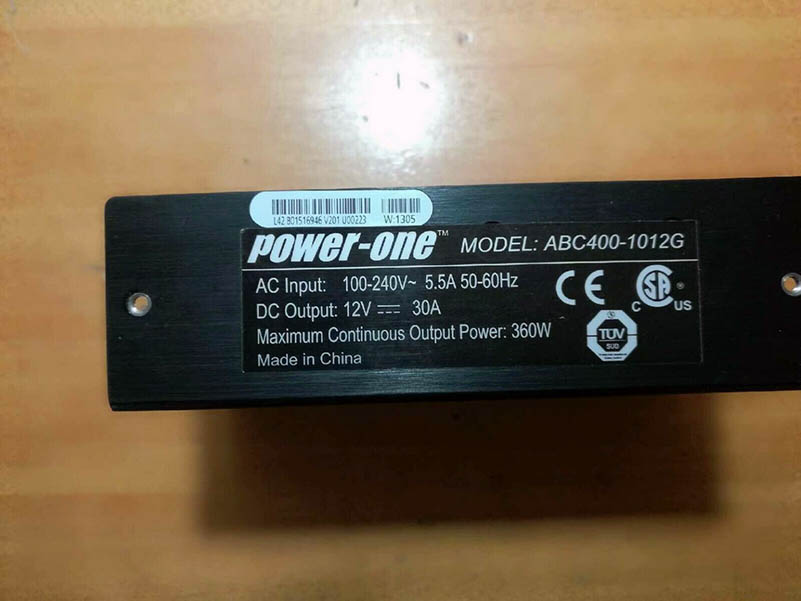 L42 B01516946 V201 U00223 W:1305
power-one™ MODEL: ABC400-1012G
AC Input: 100-240V~ 5.5A 50-60Hz
DC Output: 12V ⎓ 30A
Maximum Continuous Output Power: 360W
Made in China
CE
SA ®
C US
TÜV
SÜD